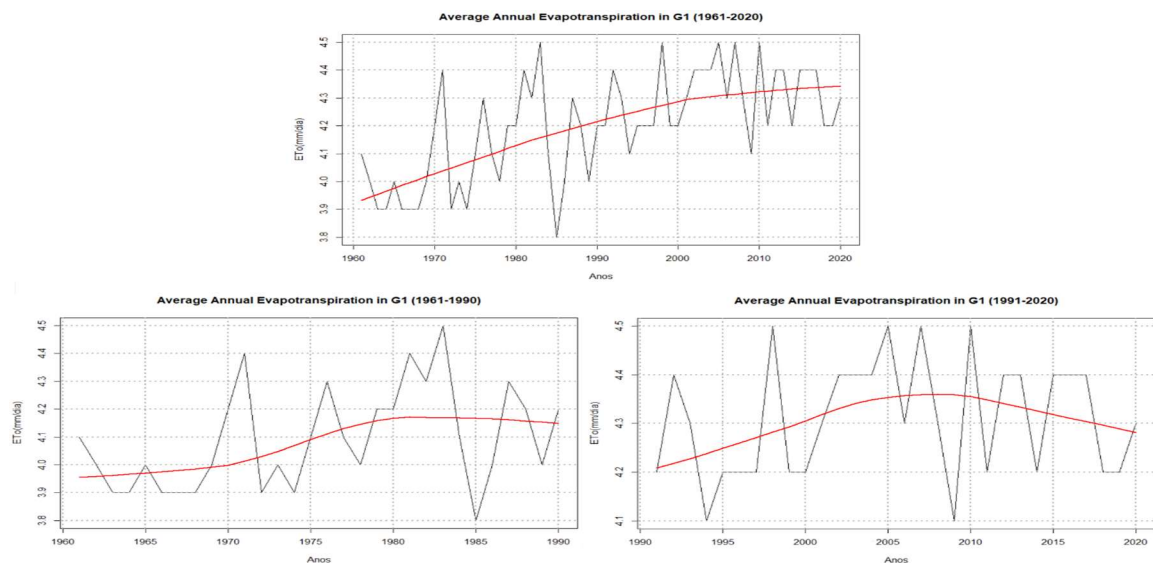 Average Annual Evapotranspiration in G1 (1961-2020)
ETo(mm/dia)
4.5
4.4
4.3
4.2
4.1
4.0
3.9
3.8
1960 1970 1980 1990 2000 2010 2020
Anos
Average Annual Evapotranspiration in G1 (1961-1990)
ETo(mm/dia)
4.5
4.4
4.3
4.2
4.1
4.0
3.9
3.8
1960 1965 1970 1975 1980 1985 1990
Anos
Average Annual Evapotranspiration in G1 (1991-2020)
ETo(mm/dia)
4.5
4.4
4.3
4.2
4.1
1990 1995 2000 2005 2010 2015 2020
Anos